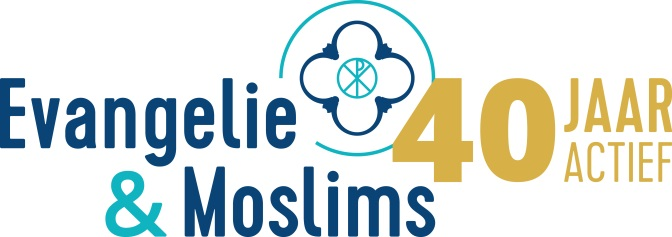 Evangelie
& Moslims
40 JAAR
ACTIEF